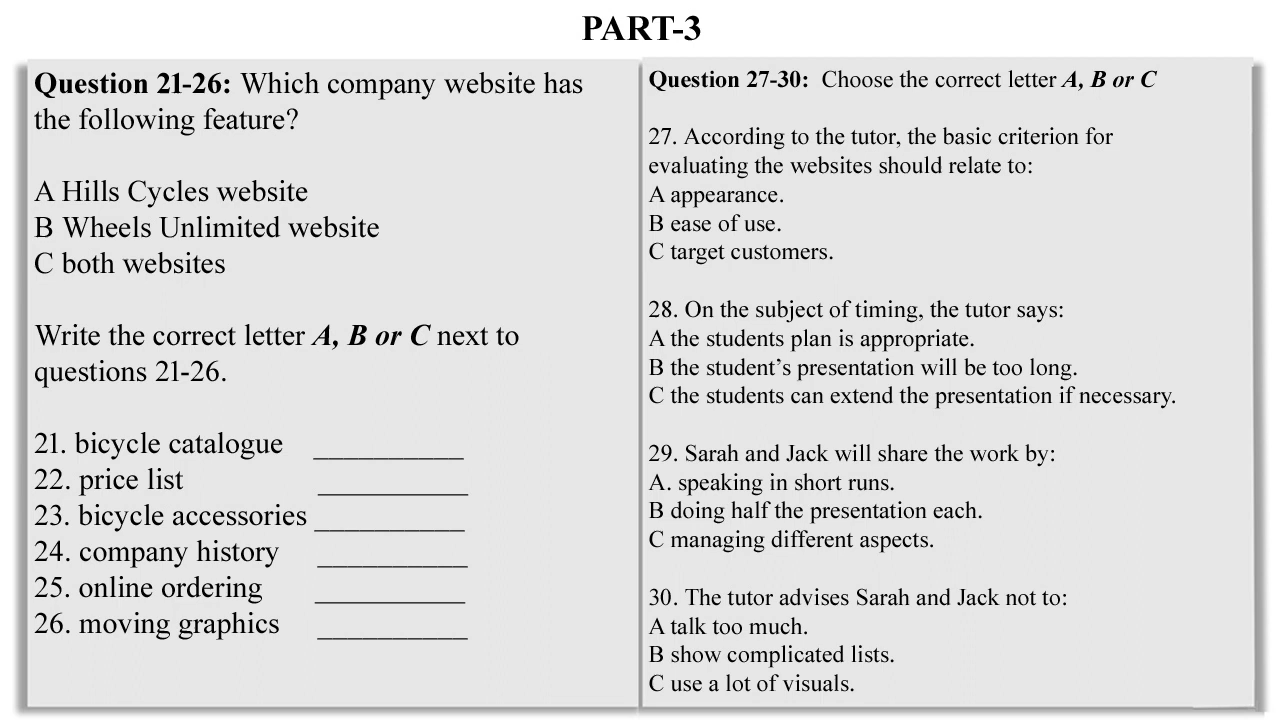 PART-3
Question 21-26: Which company website has
the following feature?
A Hills Cycles website
B Wheels Unlimited website
C both websites
Write the correct letter A, B or C next to
questions 21-26.
21. bicycle catalogue __________
22. price list __________
23. bicycle accessories __________
24. company history __________
25. online ordering __________
26. moving graphics __________
Question 27-30: Choose the correct letter A, B or C
27. According to the tutor, the basic criterion for
evaluating the websites should relate to:
A appearance.
B ease of use.
C target customers.
28. On the subject of timing, the tutor says:
A the students plan is appropriate.
B the student’s presentation will be too long.
C the students can extend the presentation if necessary.
29. Sarah and Jack will share the work by:
A. speaking in short runs.
B doing half the presentation each.
C managing different aspects.
30. The tutor advises Sarah and Jack not to:
A talk too much.
B show complicated lists.
C use a lot of visuals.